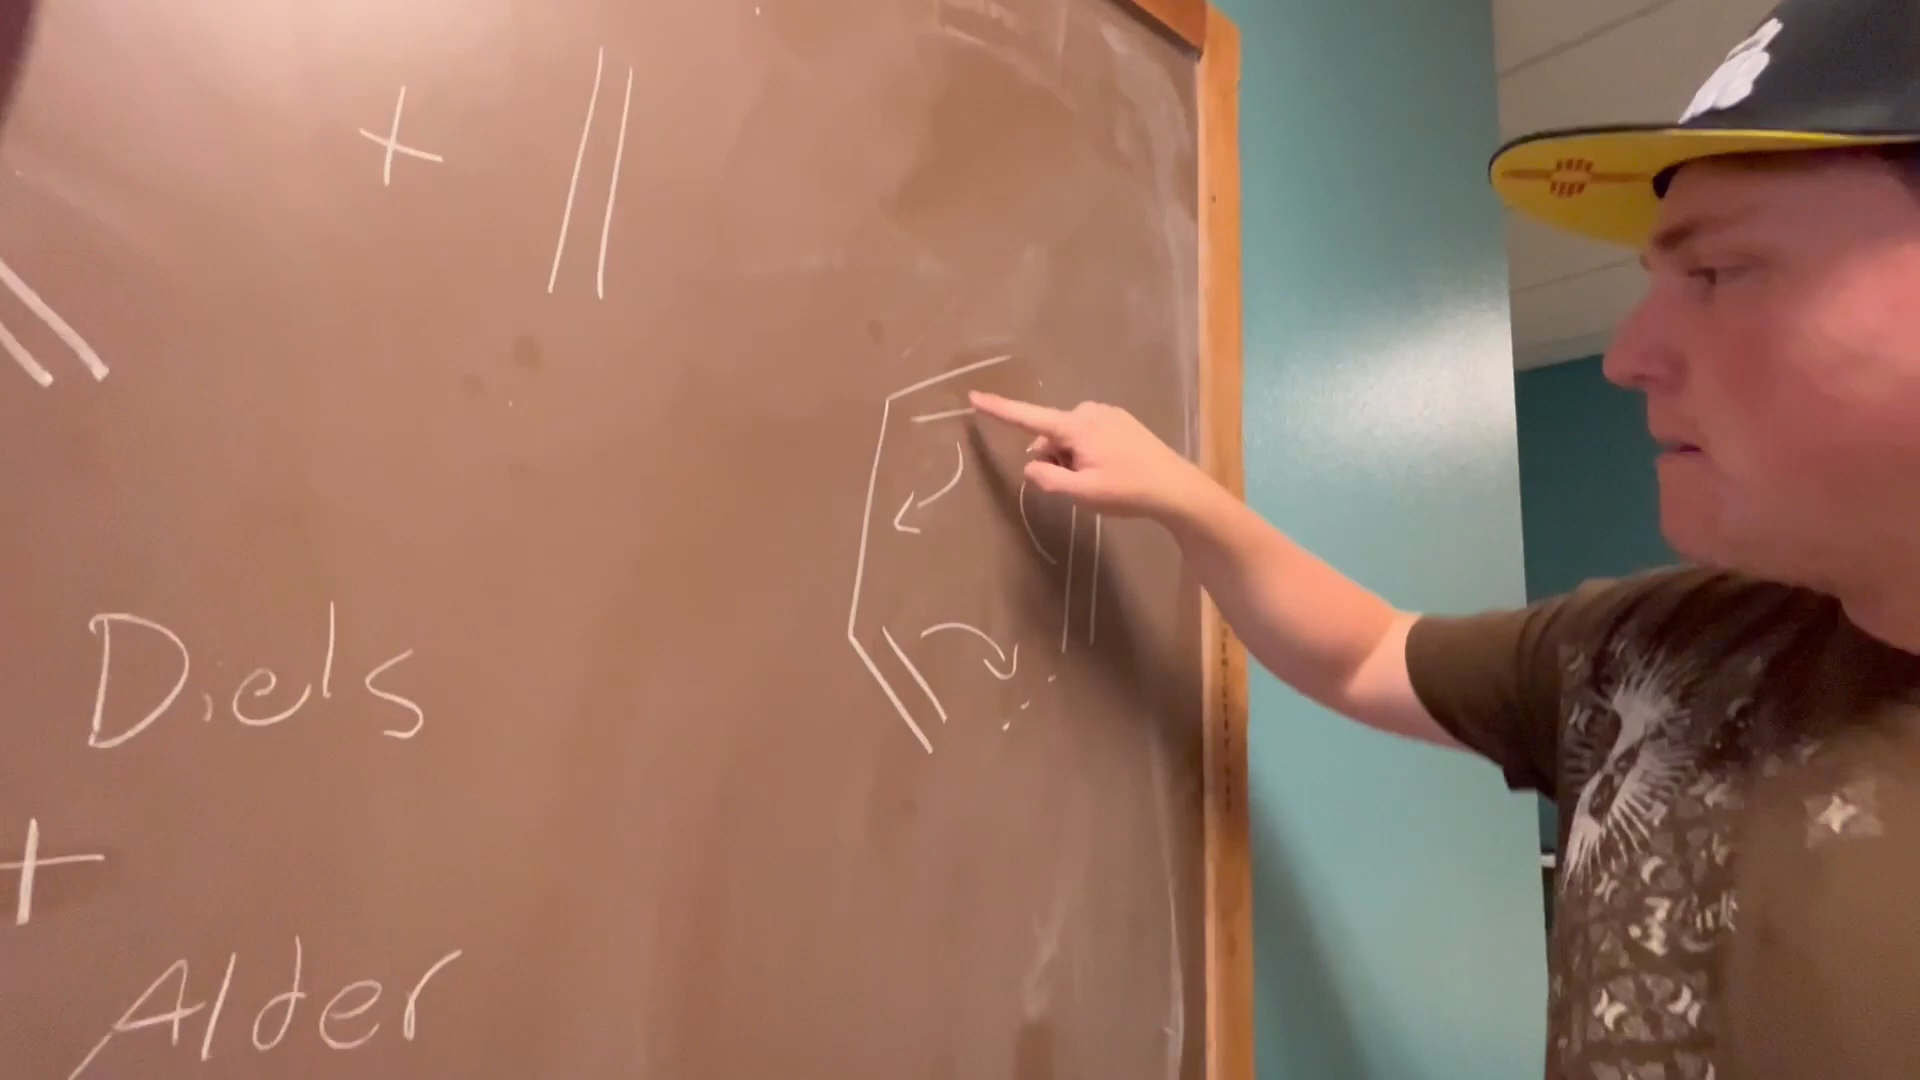 +
Diels
+
Alder